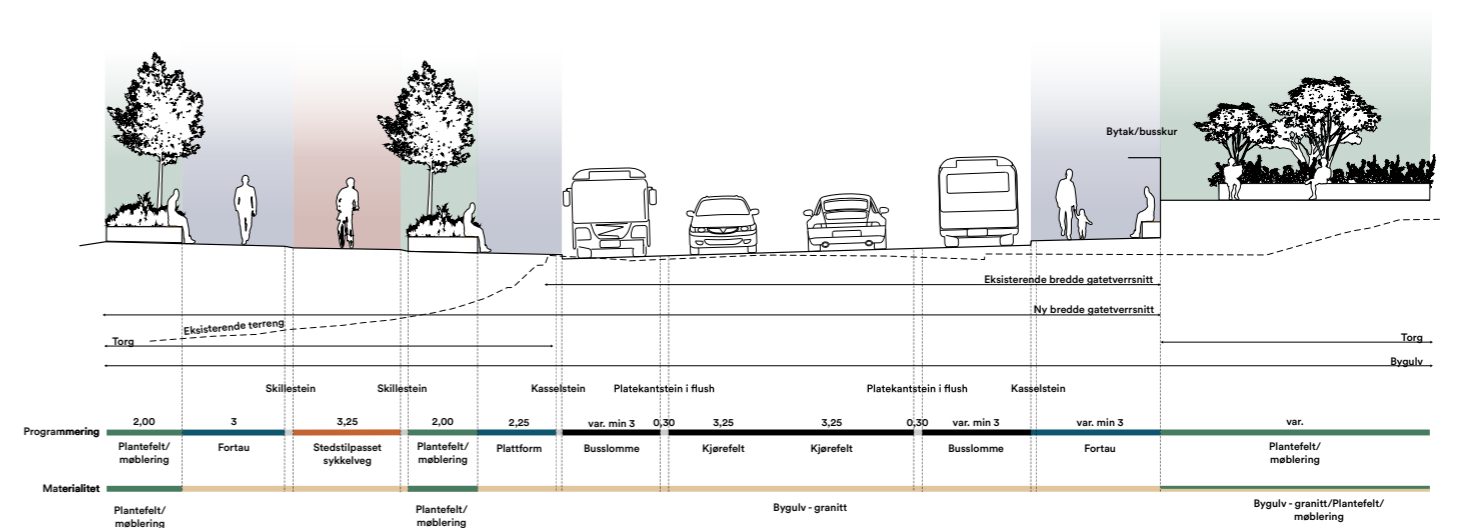 Bytak/busskur
Eksisterende bredde gatetverrsnitt
Ny bredde gatetverrsnitt
Eksisterende terreng
Torg
Torg
Bygulv
Skillestein
Skillestein
Kasselstein
Platekantstein i flush
Platekantstein i flush
Kasselstein
Programmering
2,00
3
3,25
2,00
2,25
var. min 3
0,30
3,25
3,25
0,30
var. min 3
var. min 3
var.
Plantefelt/
møblering
Fortau
Stedstilpasset
sykkelveg
Plantefelt/
møblering
Plattform
Busslomme
Kjørefelt
Kjørefelt
Busslomme
Fortau
Plantefelt/
møblering
Materialitet
Plantefelt/
møblering
Plantefelt/
møblering
Bygulv - granitt
Bygulv - granitt/Plantefelt/
møblering